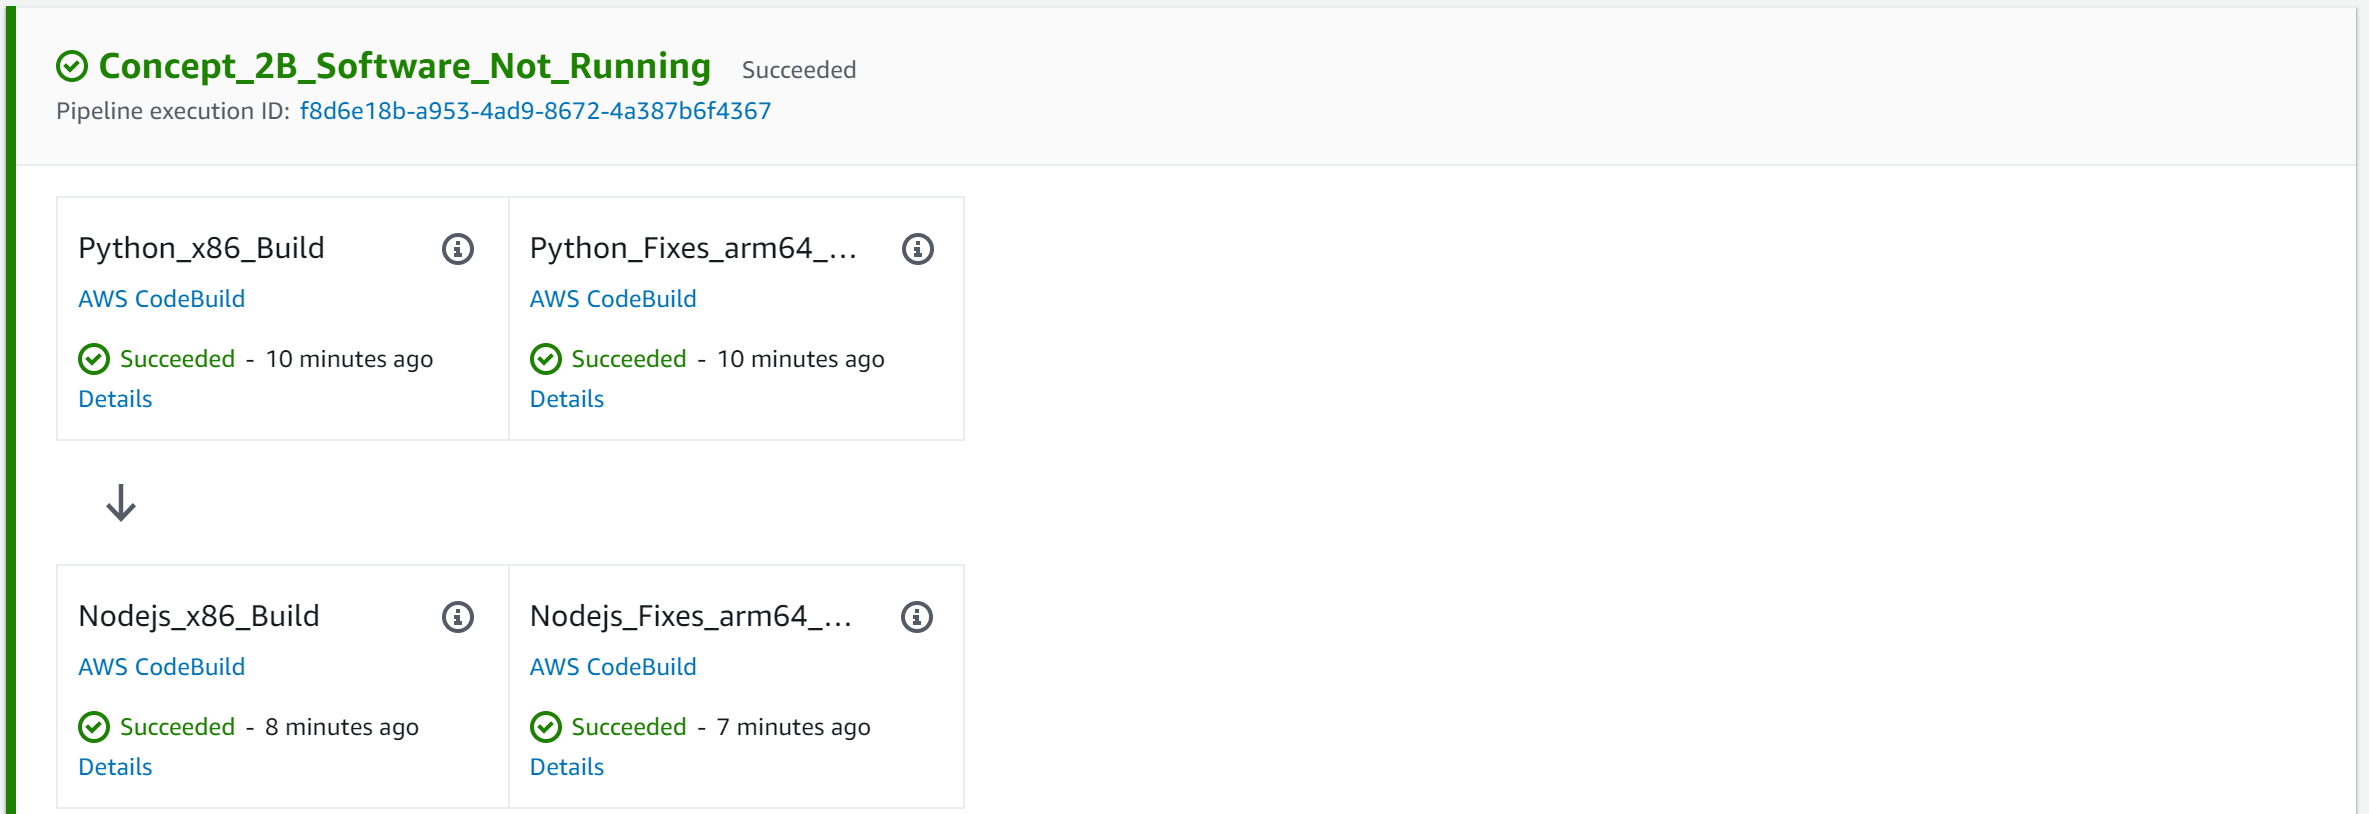 Concept_2B_Software_Not_Running Succeeded
Pipeline execution ID: f8d6e18b-a953-4ad9-8672-4a387b6f4367
Python_x86_Build
AWS CodeBuild
Succeeded - 10 minutes ago
Details
Python_Fixes_arm64_...
AWS CodeBuild
Succeeded - 10 minutes ago
Details
Nodejs_x86_Build
AWS CodeBuild
Succeeded - 8 minutes ago
Details
Nodejs_Fixes_arm64_...
AWS CodeBuild
Succeeded - 7 minutes ago
Details